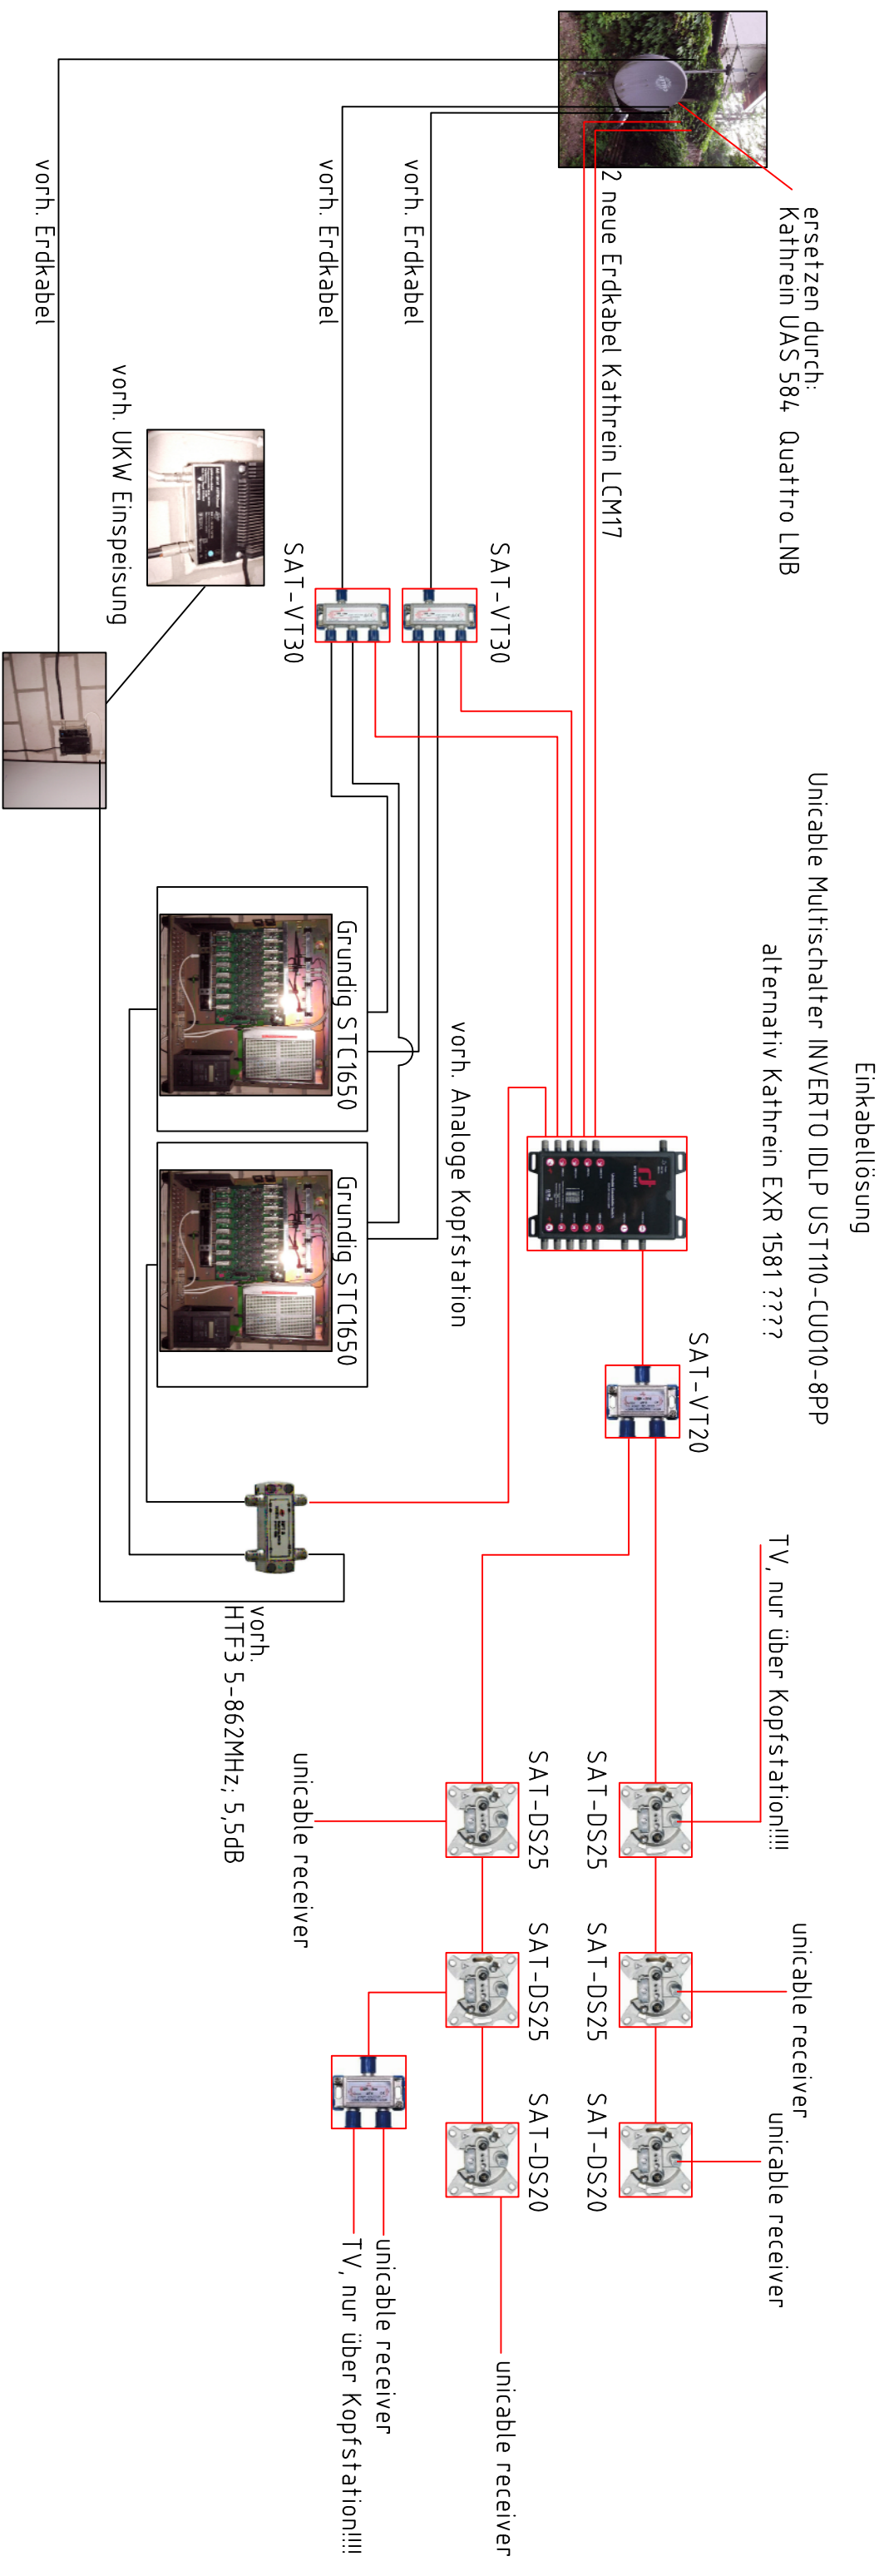 Einkabellösung
Unicable Multischalter INVERTO IDLP UST110-CUO10-8PP
alternativ Kathrein EXR 1581 ????
ersetzen durch:
Kathrein UAS 584 Quattro LNB
2 neue Erdkabel Kathrein LCM17
vorh. Erdkabel
vorh. Erdkabel
vorh. Erdkabel
vorh. UKW Einspeisung
SAT-VT30
SAT-VT30
vorh. Analoge Kopfstation
Grundig STC1650
Grundig STC1650
SAT-VT20
vorh.
HTF3 5-862MHz; 5,5dB
TV, nur über Kopfstation!!!!
unicable receiver
unicable receiver
SAT-DS25
SAT-DS25
SAT-DS20
SAT-DS25
SAT-DS25
SAT-DS20
unicable receiver
unicable receiver
unicable receiver
TV, nur über Kopfstation!!!!